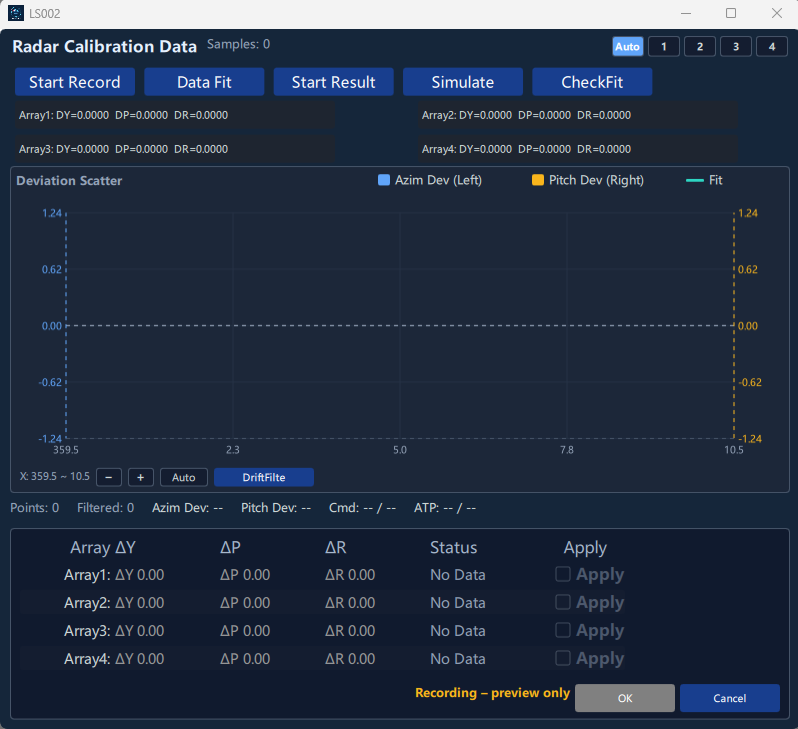 LS002
Radar Calibration Data Samples: 0 Auto 1 2 3 4
Start Record Data Fit Start Result Simulate CheckFit
Array1: DY=0.0000 DP=0.0000 DR=0.0000 Array2: DY=0.0000 DP=0.0000 DR=0.0000
Array3: DY=0.0000 DP=0.0000 DR=0.0000 Array4: DY=0.0000 DP=0.0000 DR=0.0000
Deviation Scatter Azim Dev (Left) Pitch Dev (Right) Fit
1.24 1.24
0.62 0.62
0.00 0.00
-0.62 -0.62
-1.24 -1.24
359.5 2.3 5.0 7.8 10.5
X: 359.5 ~ 10.5 − + Auto DriftFilte
Points: 0 Filtered: 0 Azim Dev: -- Pitch Dev: -- Cmd: -- / -- ATP: -- / --
Array ΔY ΔP ΔR Status Apply
Array1: ΔY 0.00 ΔP 0.00 ΔR 0.00 No Data Apply
Array2: ΔY 0.00 ΔP 0.00 ΔR 0.00 No Data Apply
Array3: ΔY 0.00 ΔP 0.00 ΔR 0.00 No Data Apply
Array4: ΔY 0.00 ΔP 0.00 ΔR 0.00 No Data Apply
Recording – preview only OK Cancel